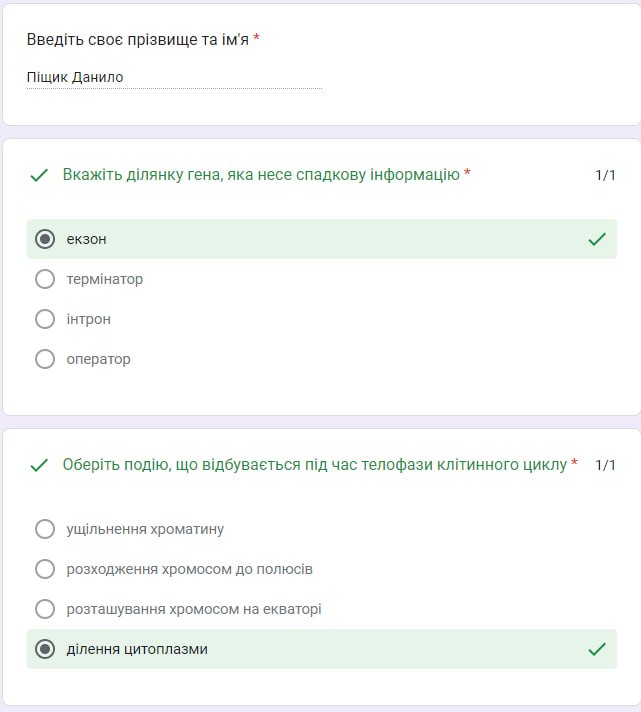 Введіть своє прізвище та ім'я *
Піщик Данило
Вкажіть ділянку гена, яка несе спадкову інформацію * 1/1
екзон
термінатор
інтрон
оператор
Оберіть подію, що відбувається під час телофази клітинного циклу * 1/1
ущільнення хроматину
розходження хромосом до полюсів
розташування хромосом на екваторі
ділення цитоплазми